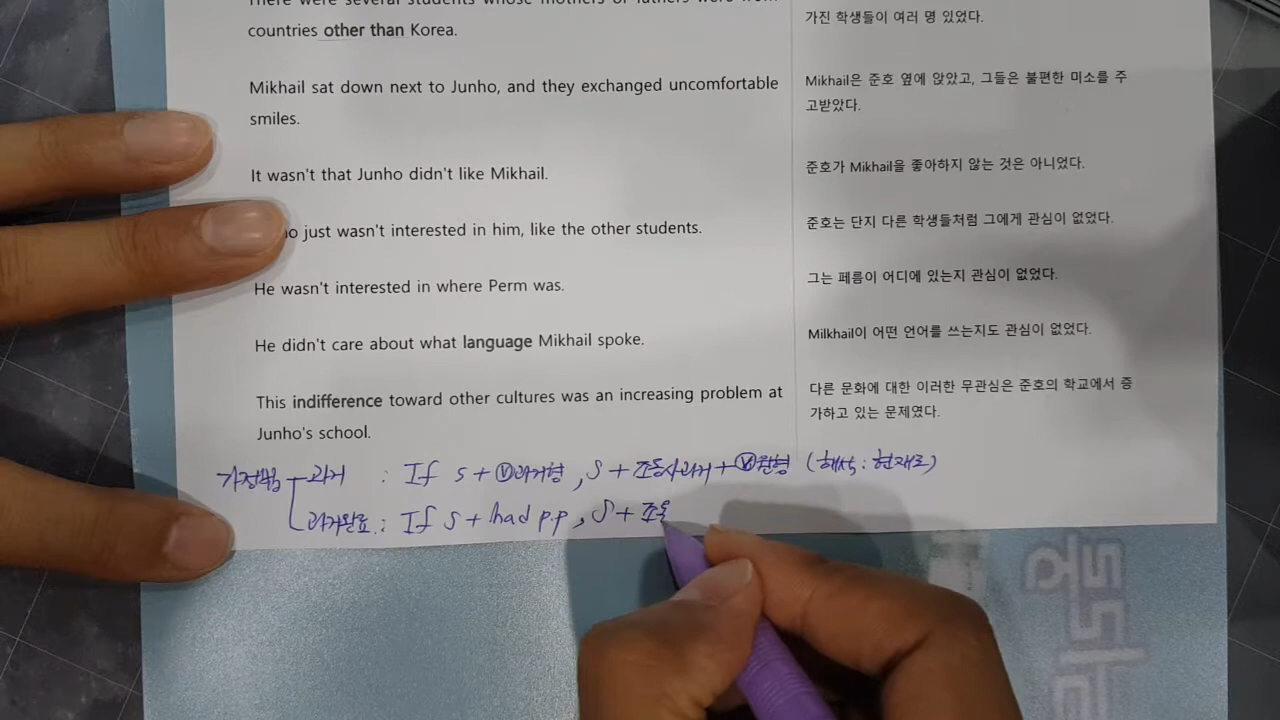 There were several students whose mothers or fathers were from
countries other than Korea.
가진 학생들이 여러 명 있었다.
Mikhail sat down next to Junho, and they exchanged uncomfortable
smiles.
Mikhail은 준호 옆에 앉았고, 그들은 불편한 미소를 주
고받았다.
It wasn't that Junho didn't like Mikhail.
준호가 Mikhail을 좋아하지 않는 것은 아니었다.
just wasn't interested in him, like the other students.
준호는 단지 다른 학생들처럼 그에게 관심이 없었다.
He wasn't interested in where Perm was.
그는 페름이 어디에 있는지 관심이 없었다.
He didn't care about what language Mikhail spoke.
Milkhail이 어떤 언어를 쓰는지도 관심이 없었다.
This indifference toward other cultures was an increasing problem at
Junho's school.
다른 문화에 대한 이러한 무관심은 준호의 학교에서 증
가하고 있는 문제였다.
가정법 과거 : If S + V과거형, S + 조동사과거 + V원형 (해석 : 현재로)
과거완료 : If S + had p.p, S + 조동